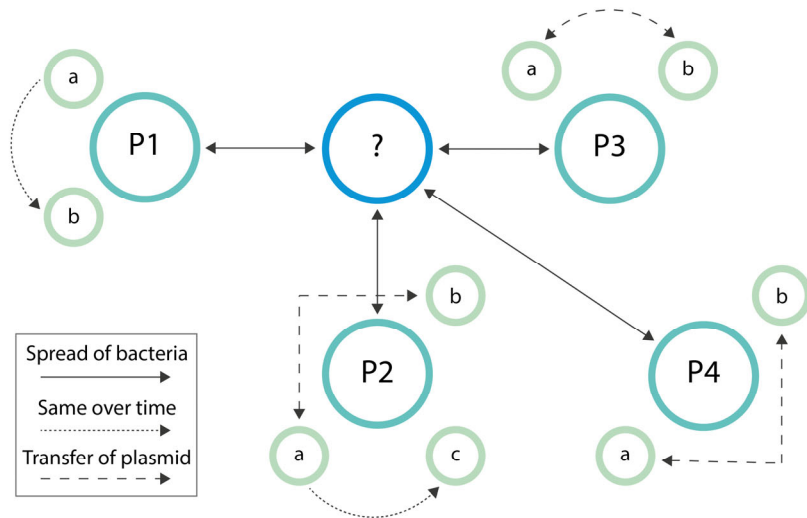 a
b
a
P1
?
P3
b
b
b
P2
P4
Spread of bacteria
Same over time
Transfer of plasmid
a
c
a